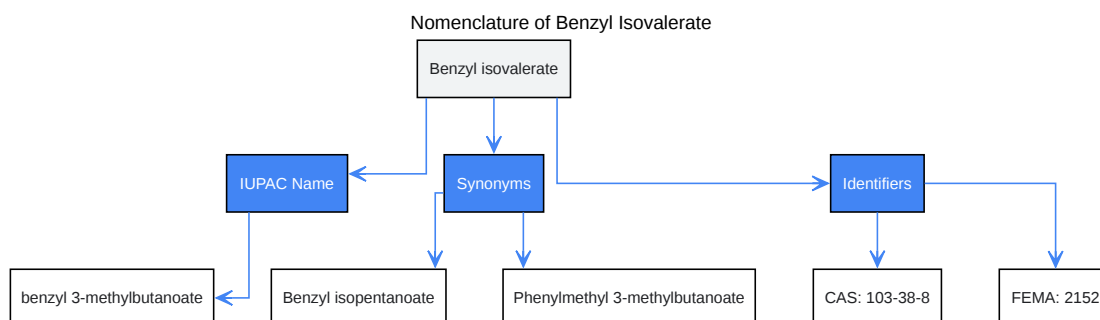 Nomenclature of Benzyl Isovalerate
Benzyl isovalerate
IUPAC Name
Synonyms
Identifiers
benzyl 3-methylbutanoate
Benzyl isopentanoate
Phenylmethyl 3-methylbutanoate
CAS: 103-38-8
FEMA: 2152